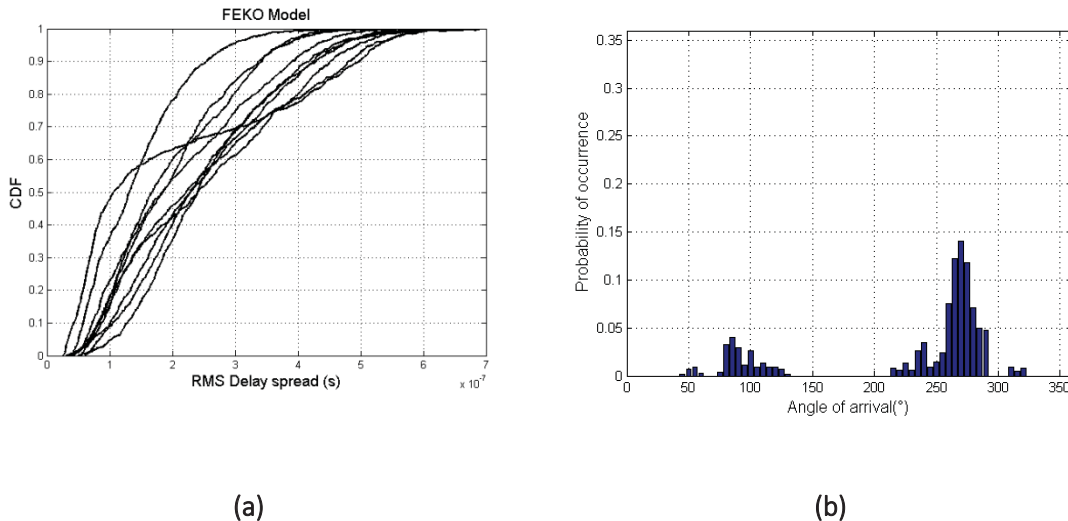 FEKO Model
CDF
1
0.9
0.8
0.7
0.6
0.5
0.4
0.3
0.2
0.1
0
0 1 2 3 4 5 6 7
x 10-7
RMS Delay spread (s)
(a)
Probability of occurrence
0.35
0.3
0.25
0.2
0.15
0.1
0.05
0
0 50 100 150 200 250 300 350
Angle of arrival(°)
(b)